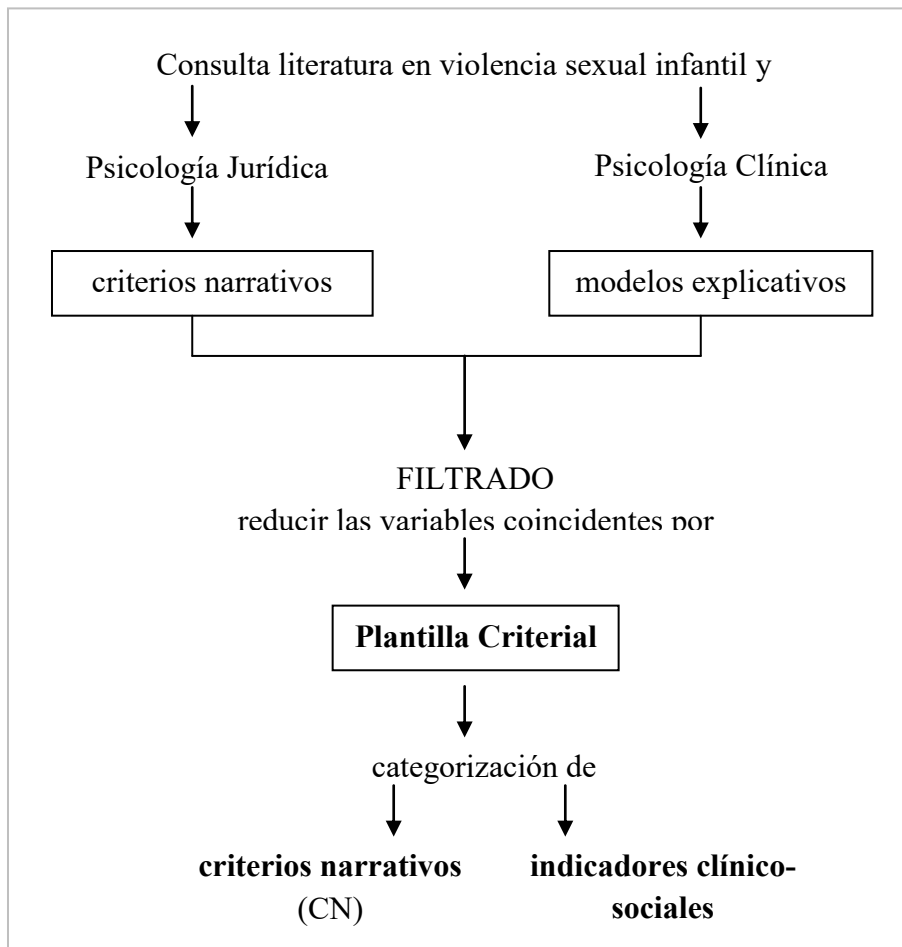 Consulta literatura en violencia sexual infantil y
Psicología Jurídica
Psicología Clínica
criterios narrativos
modelos explicativos
FILTRADO
reducir las variables coincidentes por
Plantilla Criterial
categorización de
criterios narrativos
(CN)
indicadores clínico-
sociales